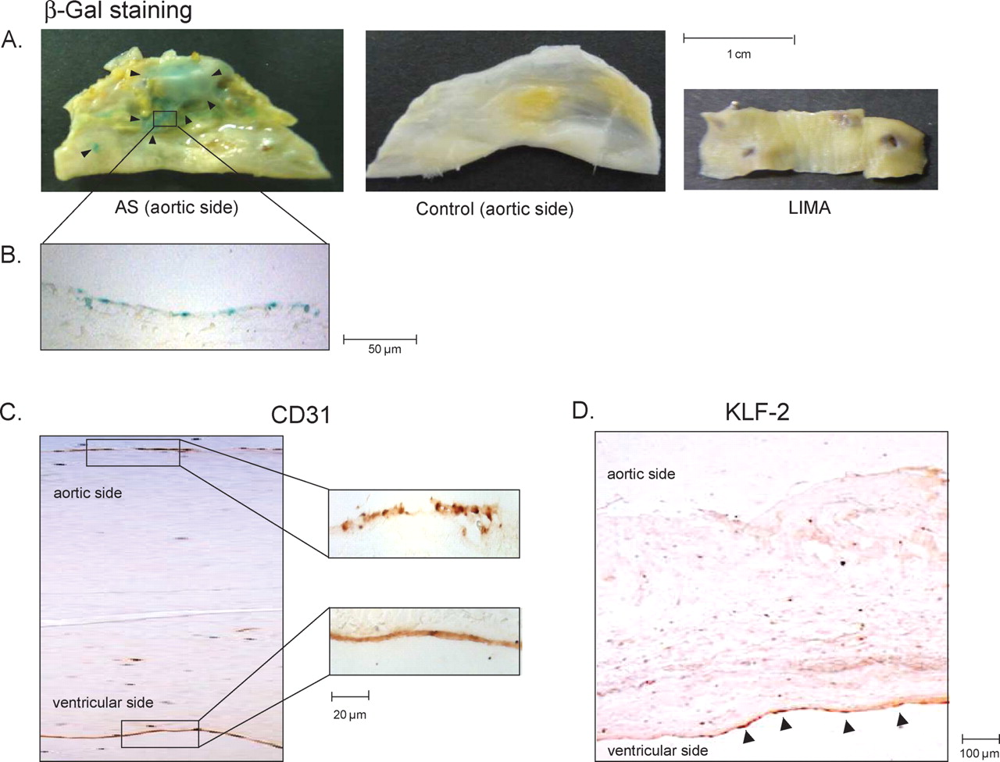 β-Gal staining
A.
1 cm
AS (aortic side)
Control (aortic side)
LIMA
B.
50 µm
C.
CD31
D.
KLF-2
aortic side
ventricular side
20 µm
aortic side
ventricular side
100 µm